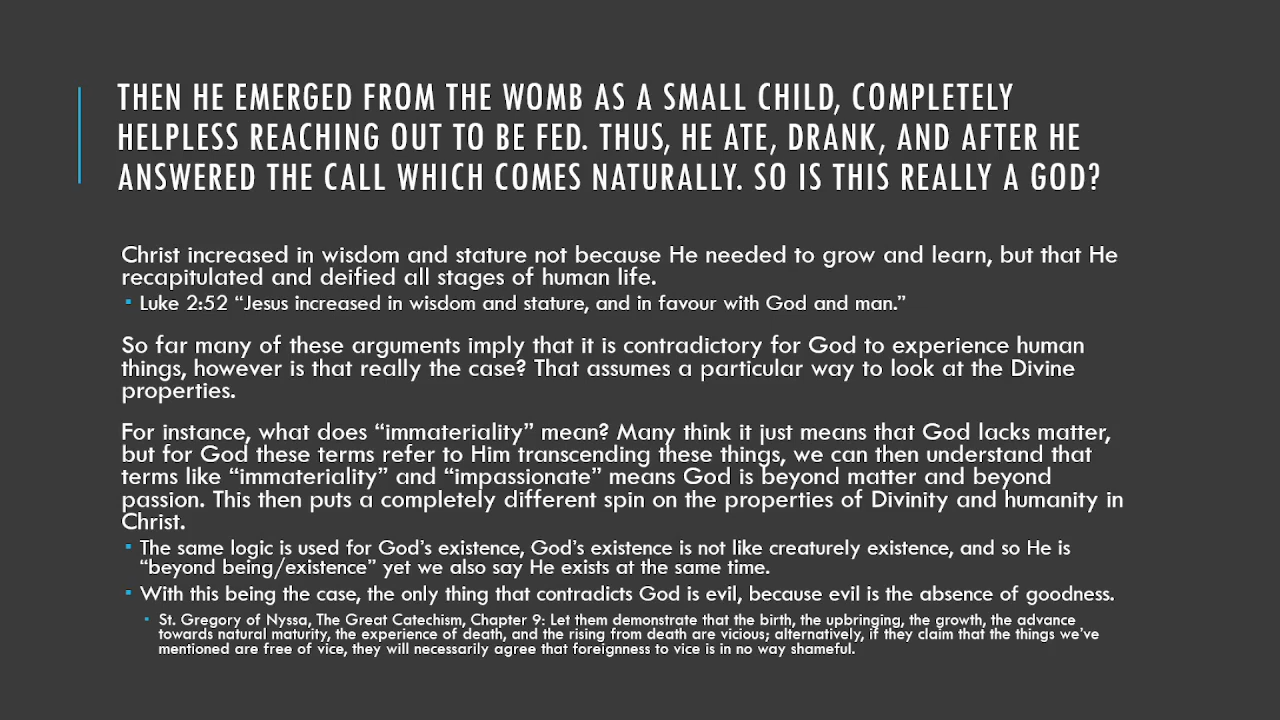 THEN HE EMERGED FROM THE WOMB AS A SMALL CHILD, COMPLETELY
HELPLESS REACHING OUT TO BE FED. THUS, HE ATE, DRANK, AND AFTER HE
ANSWERED THE CALL WHICH COMES NATURALLY. SO IS THIS REALLY A GOD?
Christ increased in wisdom and stature not because He needed to grow and learn, but that He
recapitulated and deified all stages of human life.
▪ Luke 2:52 “Jesus increased in wisdom and stature, and in favour with God and man.”
So far many of these arguments imply that it is contradictory for God to experience human
things, however is that really the case? That assumes a particular way to look at the Divine
properties.
For instance, what does “immateriality” mean? Many think it just means that God lacks matter,
but for God these terms refer to Him transcending these things, we can then understand that
terms like “immateriality” and “impassionate” means God is beyond matter and beyond
passion. This then puts a completely different spin on the properties of Divinity and humanity in
Christ.
▪ The same logic is used for God’s existence, God’s existence is not like creaturely existence, and so He is
“beyond being/existence” yet we also say He exists at the same time.
▪ With this being the case, the only thing that contradicts God is evil, because evil is the absence of goodness.
▪ St. Gregory of Nyssa, The Great Catechism, Chapter 9: Let them demonstrate that the birth, the upbringing, the growth, the advance
towards natural maturity, the experience of death, and the rising from death are vicious; alternatively, if they claim that the things we’ve
mentioned are free of vice, they will necessarily agree that foreignness to vice is in no way shameful.